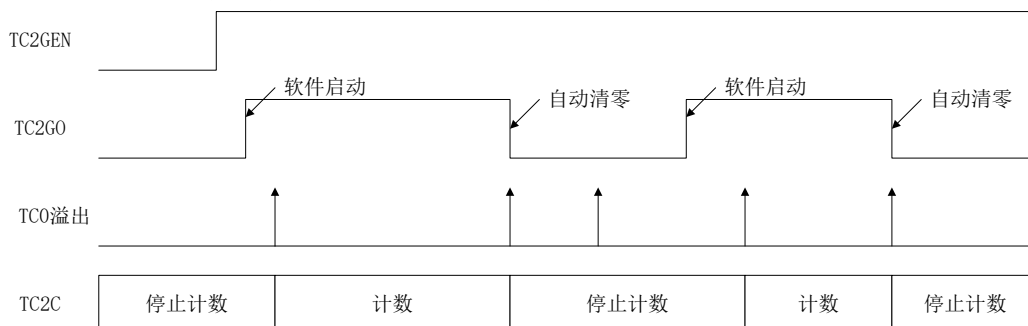 TC2GEN
软件启动
自动清零
软件启动
自动清零
TC2GO
TC0溢出
TC2C
停止计数
计数
停止计数
计数
停止计数